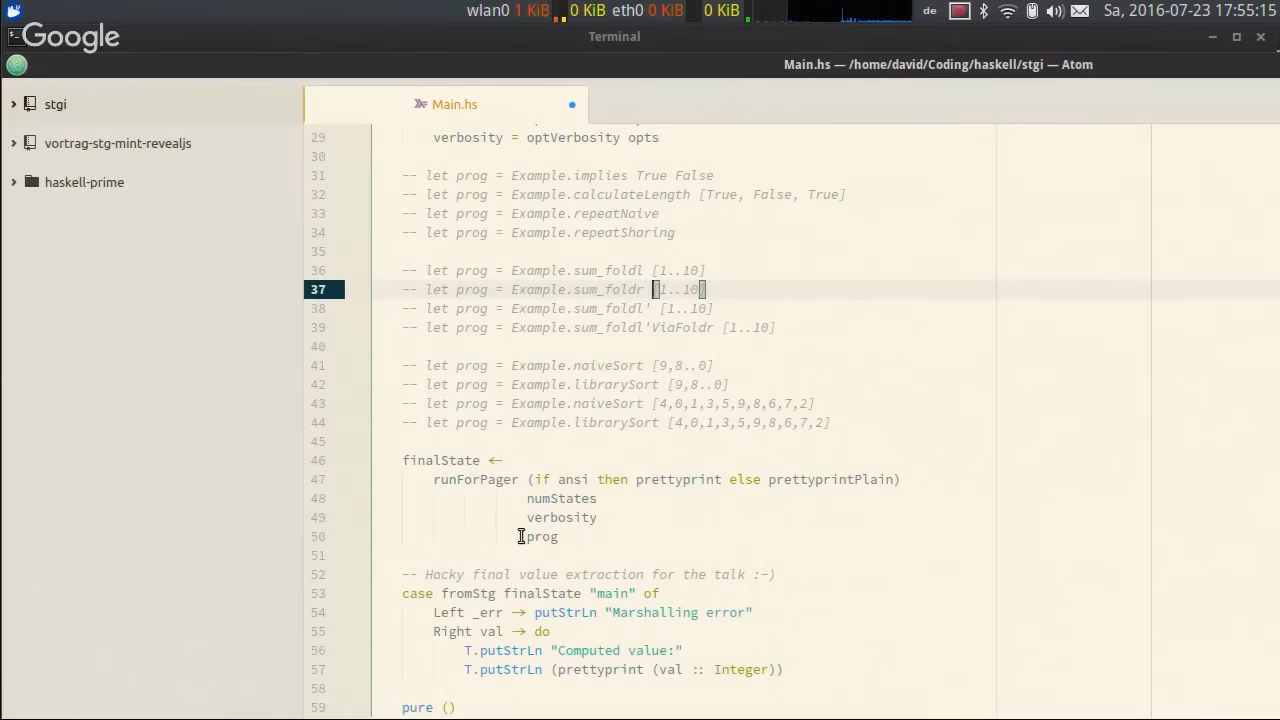 wlan0 1 KiB 0 KiB eth0 0 KiB 0 KiB de Sa, 2016-07-23 17:55:15
Google
Terminal
Main.hs — /home/david/Coding/haskell/stgi — Atom
stgi
vortrag-stg-mint-revealjs
haskell-prime
Main.hs
29 verbosity = optVerbosity opts
30
31 -- let prog = Example.implies True False
32 -- let prog = Example.calculateLength [True, False, True]
33 -- let prog = Example.repeatNaive
34 -- let prog = Example.repeatSharing
35
36 -- let prog = Example.sum_foldl [1..10]
37 -- let prog = Example.sum_foldr [1..10]
38 -- let prog = Example.sum_foldl' [1..10]
39 -- let prog = Example.sum_foldl'ViaFoldr [1..10]
40
41 -- let prog = Example.naiveSort [9,8..0]
42 -- let prog = Example.librarySort [9,8..0]
43 -- let prog = Example.naiveSort [4,0,1,3,5,9,8,6,7,2]
44 -- let prog = Example.librarySort [4,0,1,3,5,9,8,6,7,2]
45
46 finalState ←
47 runForPager (if ansi then prettyprint else prettyprintPlain)
48 numStates
49 verbosity
50 prog
51
52 -- Hacky final value extraction for the talk :-)
53 case fromStg finalState "main" of
54 Left _err → putStrLn "Marshalling error"
55 Right val → do
56 T.putStrLn "Computed value:"
57 T.putStrLn (prettyprint (val :: Integer))
58
59 pure ()